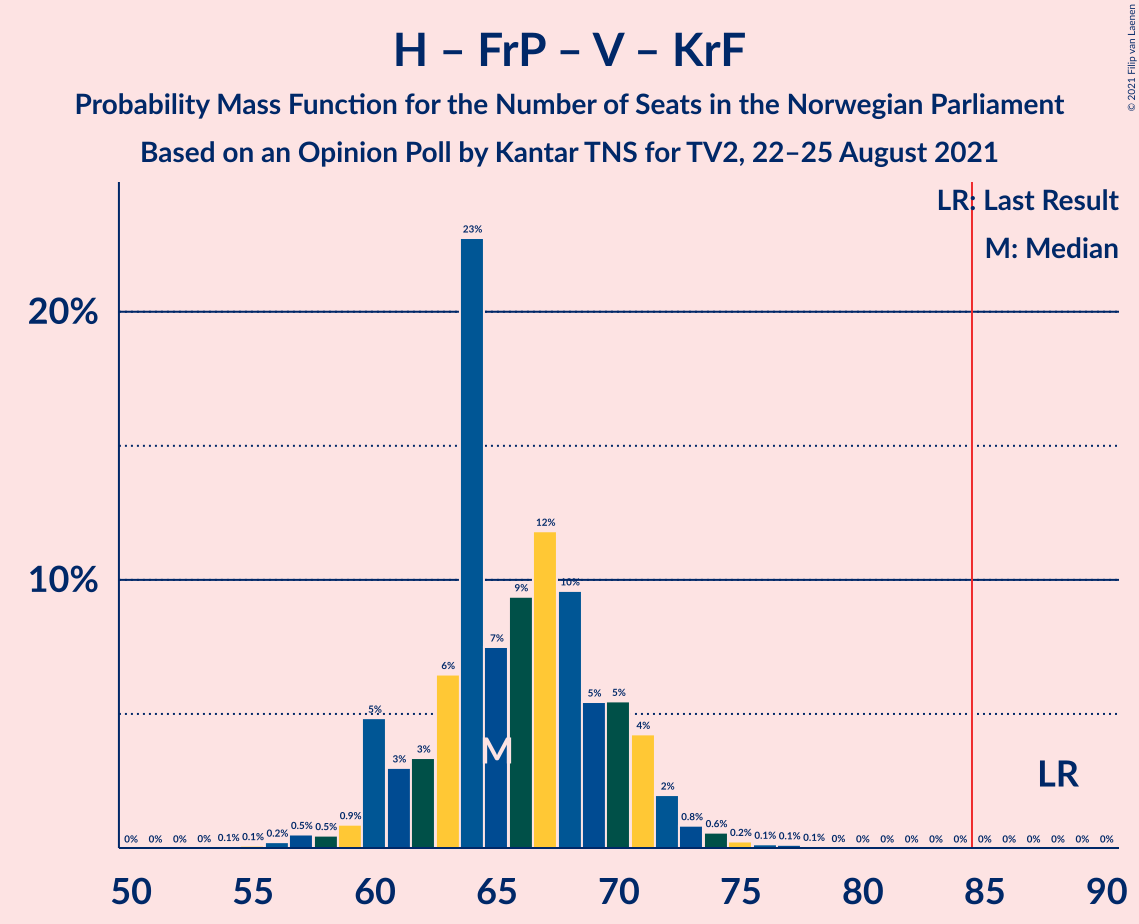 H – FrP – V – KrF
Probability Mass Function for the Number of Seats in the Norwegian Parliament
Based on an Opinion Poll by Kantar TNS for TV2, 22–25 August 2021
© 2021 Filip van Laenen
LR: Last Result
M: Median
20%
10%
0% 0% 0% 0% 0.1% 0.1% 0.2% 0.5% 0.5% 0.9% 5% 3% 3% 6% 23% 7% 9% 12% 10% 5% 5% 4% 2% 0.8% 0.6% 0.2% 0.1% 0.1% 0.1% 0% 0% 0% 0% 0% 0% 0% 0% 0% 0% 0% 0%
M
LR
50 55 60 65 70 75 80 85 90